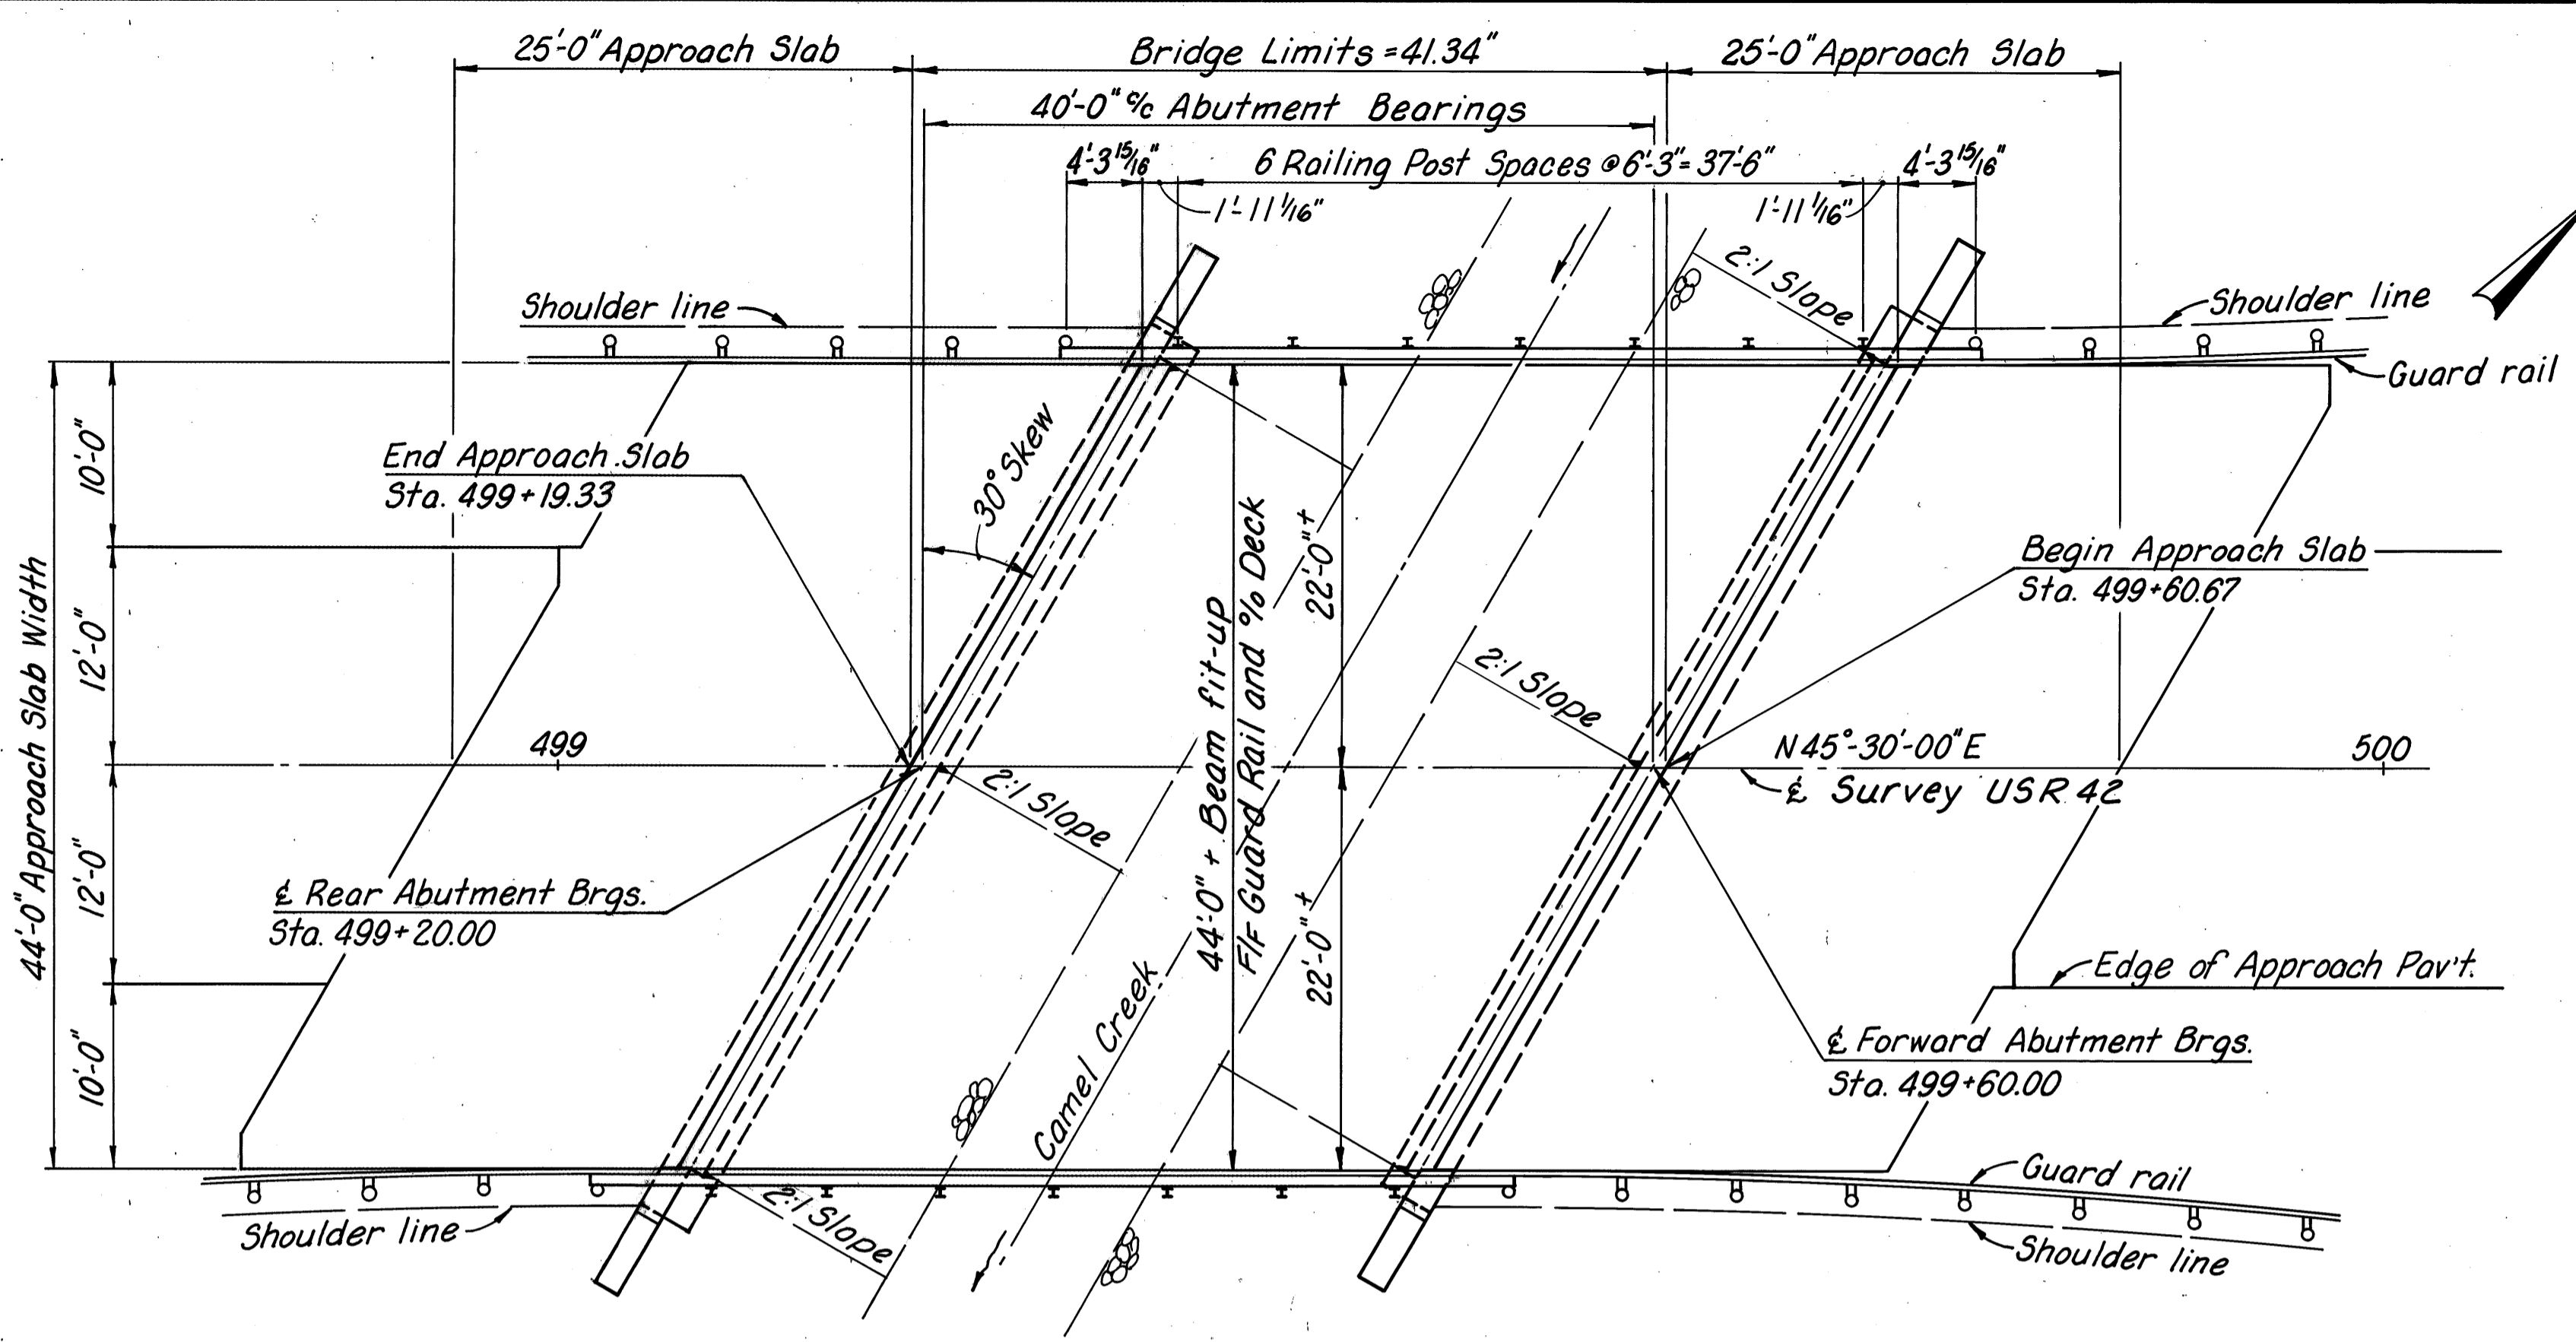 25'-0" Approach Slab
Bridge Limits = 41.34"
25'-0" Approach Slab
40'-0" c/c Abutment Bearings
4'-3 15/16"
6 Railing Post Spaces @ 6'-3" = 37'-6"
4'-3 15/16"
1'-11 1/16"
1'-11 1/16"
2:1 Slope
Shoulder line
Shoulder line
Guard rail
10'-0"
30° Skew
End Approach Slab
Sta. 499+19.33
22'-0"+
Begin Approach Slab
Sta. 499+60.67
44'-0" Approach Slab Width
12'-0"
44'-0" + Beam fit-up
F/F Guard Rail and o/o Deck
2:1 Slope
499
N 45°-30'-00" E
500
℄ Survey USR 42
2:1 Slope
12'-0"
℄ Rear Abutment Brgs.
Sta. 499+20.00
22'-0"+
Edge of Approach Pav't.
Camel Creek
10'-0"
℄ Forward Abutment Brgs.
Sta. 499+60.00
Guard rail
2:1 Slope
Shoulder line
Shoulder line